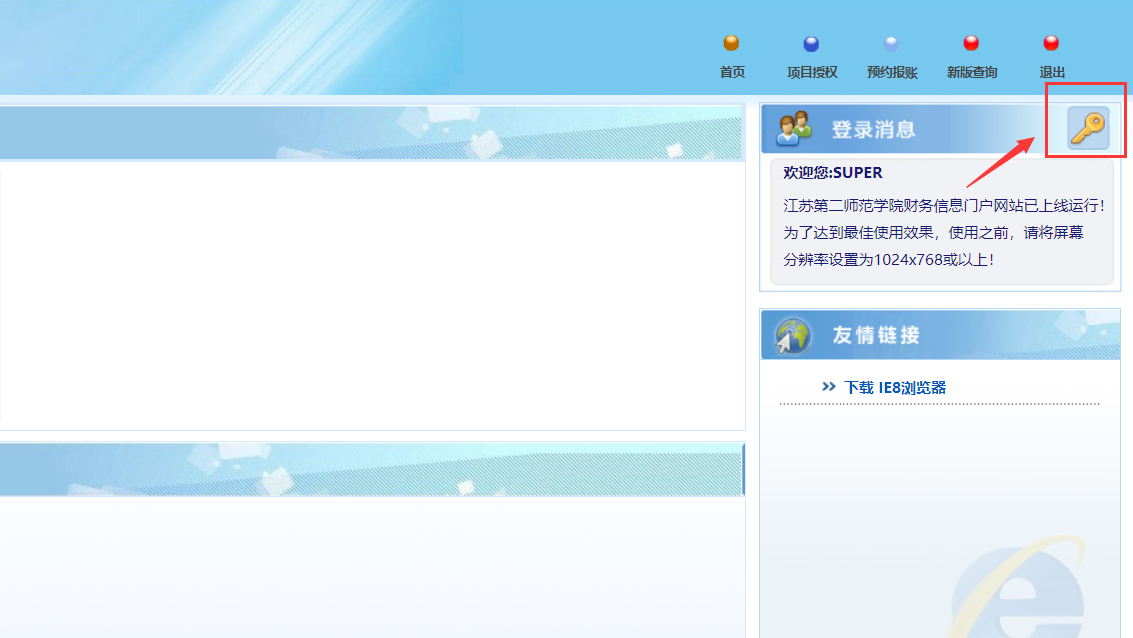 首页
项目授权
预约报账
新版查询
退出
登录消息
欢迎您:SUPER
江苏第二师范学院财务信息门户网站已上线运行!
为了达到最佳使用效果，使用之前，请将屏幕
分辨率设置为1024x768或以上!
友情链接
下载 IE8浏览器